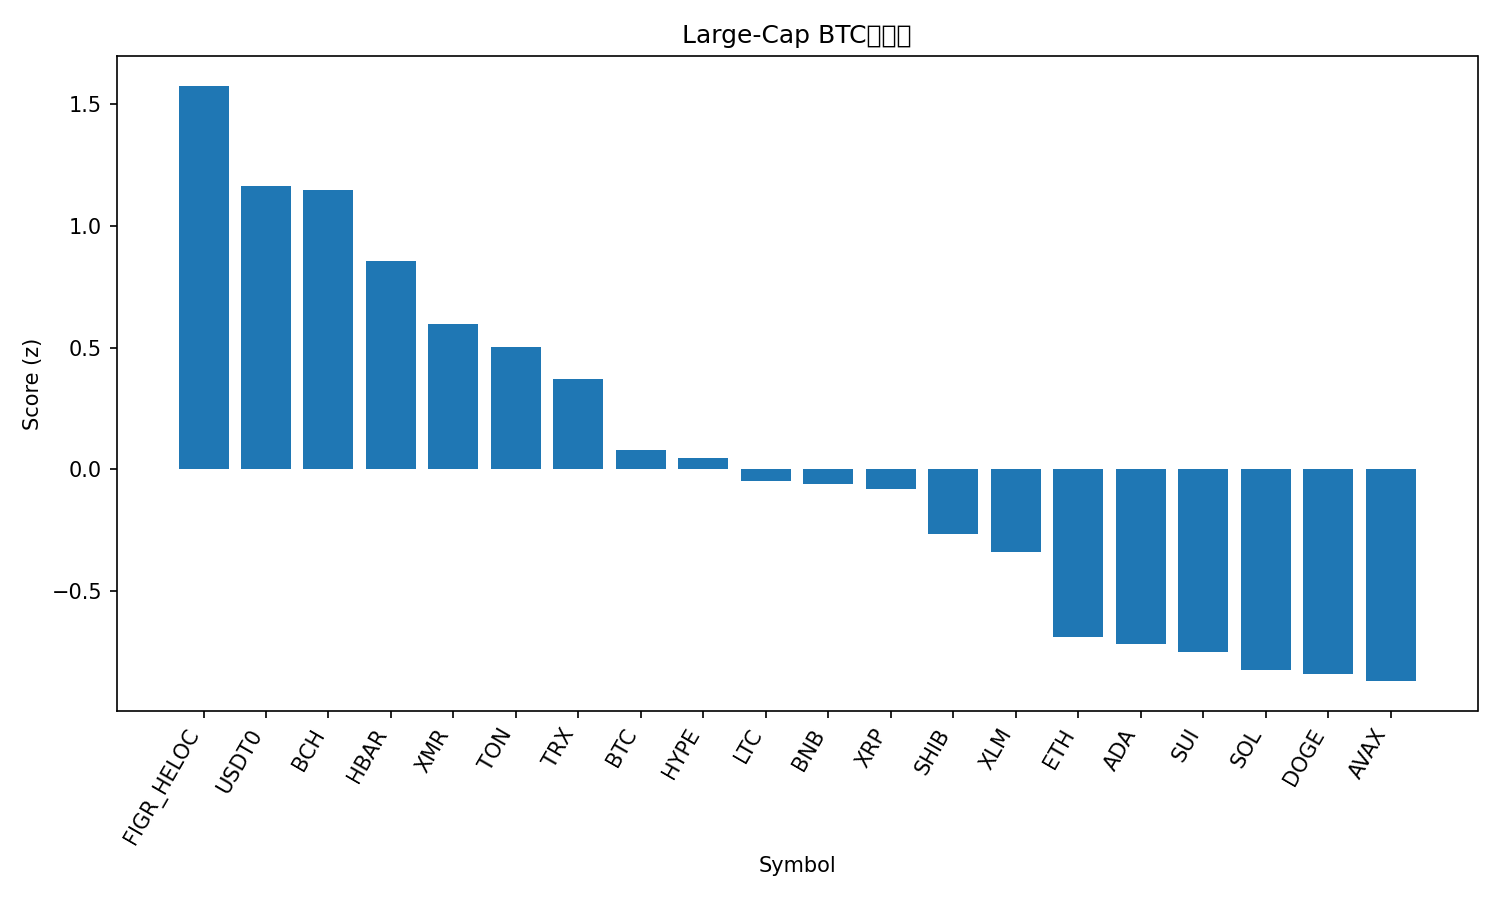 Large-Cap BTC
1.5
1.0
0.5
0.0
−0.5
Score (z)
FIGR_HELOC
USDT0
BCH
HBAR
XMR
TON
TRX
BTC
HYPE
LTC
BNB
XRP
SHIB
XLM
ETH
ADA
SUI
SOL
DOGE
AVAX
Symbol